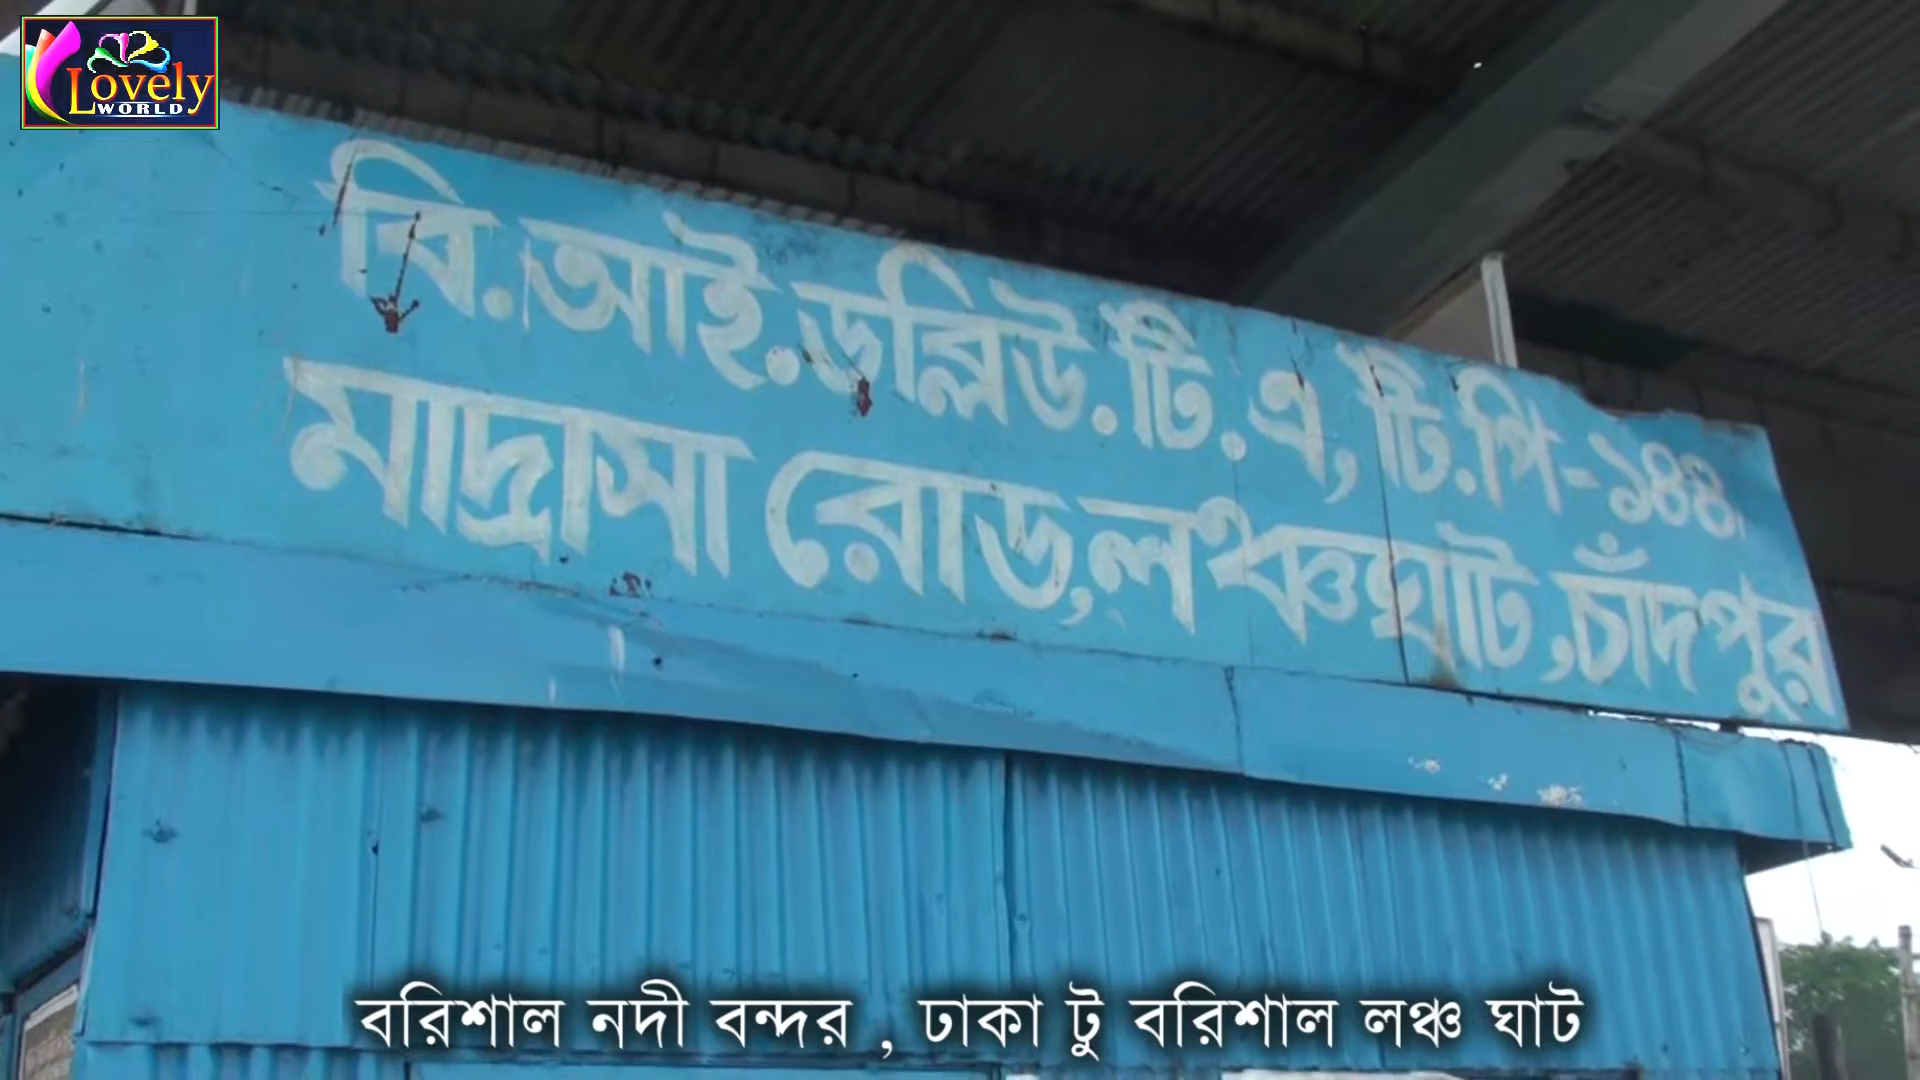 Lovely
WORLD
বি.আই.ডব্লিউ.টি.এ, টি.পি-১৪৪
মাদ্রাসা রোড,লঞ্চঘাট,চাঁদপুর
বরিশাল নদী বন্দর , ঢাকা টু বরিশাল লঞ্চ ঘাট